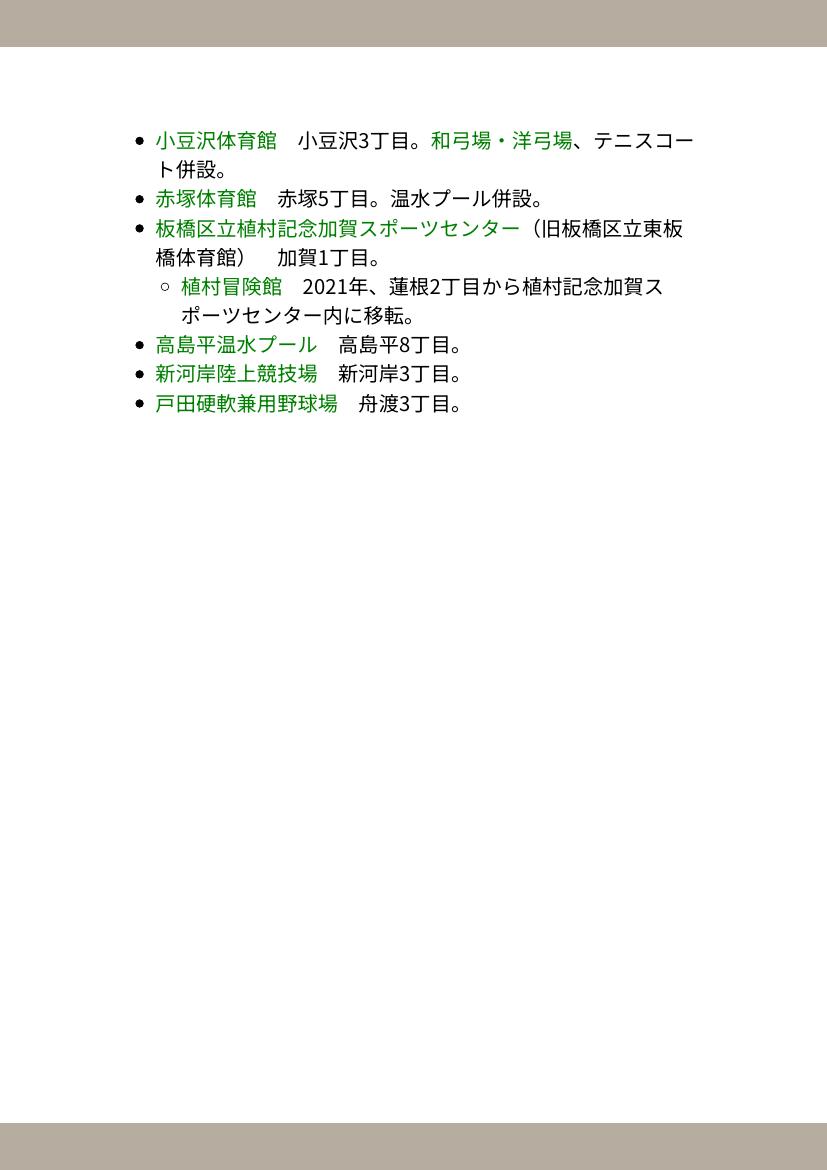 小豆沢体育館　小豆沢3丁目。和弓場・洋弓場、テニスコー
ト併設。
赤塚体育館　赤塚5丁目。温水プール併設。
板橋区立植村記念加賀スポーツセンター（旧板橋区立東板
橋体育館）　加賀1丁目。
植村冒険館　2021年、蓮根2丁目から植村記念加賀ス
ポーツセンター内に移転。
高島平温水プール　高島平8丁目。
新河岸陸上競技場　新河岸3丁目。
戸田硬軟兼用野球場　舟渡3丁目。